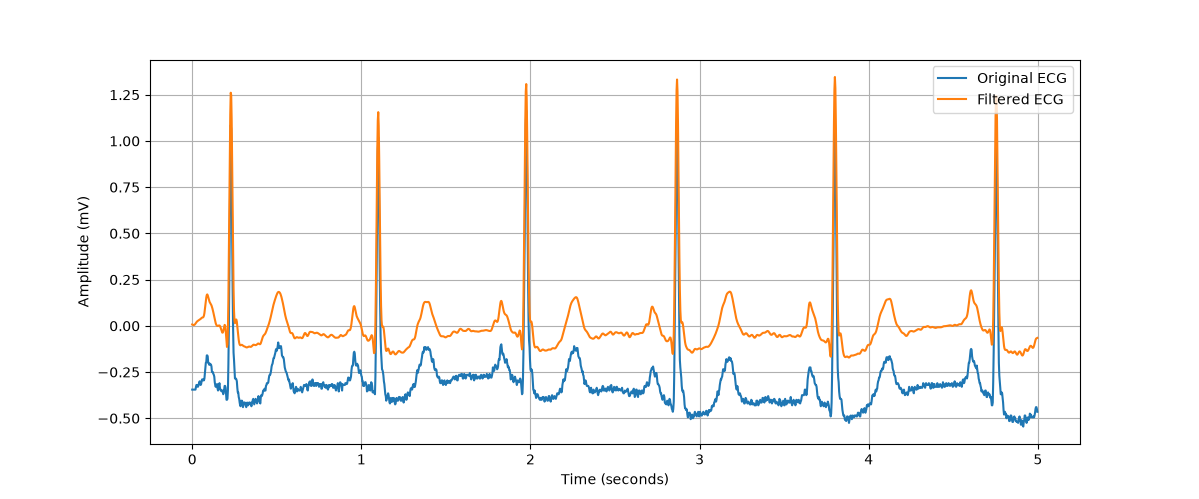 Original ECG
Filtered ECG
1.25
1.00
0.75
0.50
0.25
0.00
−0.25
−0.50
Amplitude (mV)
0 1 2 3 4 5
Time (seconds)